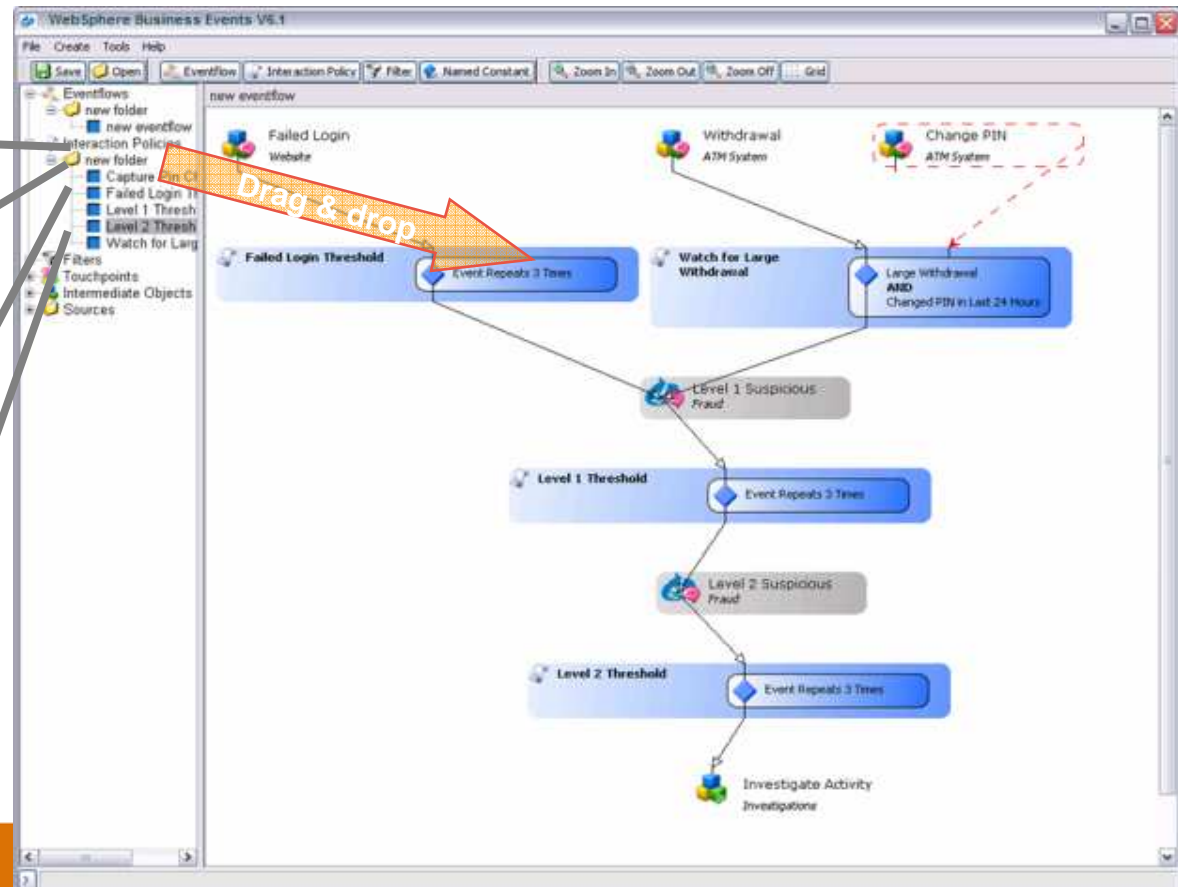 WebSphere Business Events V6.1
File Create Tools Help
Save Open Eventflow Interaction Policy Filter Named Constant Zoom In Zoom Out Zoom Off Grid
Eventflows
new folder
new eventflow
Interaction Policies
new folder
Capture Pin C
Failed Login T
Level 1 Thresh
Level 2 Thresh
Watch for Larg
Filters
Touchpoints
Intermediate Objects
Sources
new eventflow
Failed Login
Website
Withdrawal
ATM System
Change PIN
ATM System
Drag & drop
Failed Login Threshold
Event Repeats 3 Times
Watch for Large
Withdrawal
Large Withdrawal
AND
Changed PIN in Last 24 Hours
Level 1 Suspicious
Fraud
Level 1 Threshold
Event Repeats 3 Times
Level 2 Suspicious
Fraud
Level 2 Threshold
Event Repeats 3 Times
Investigate Activity
Investigations